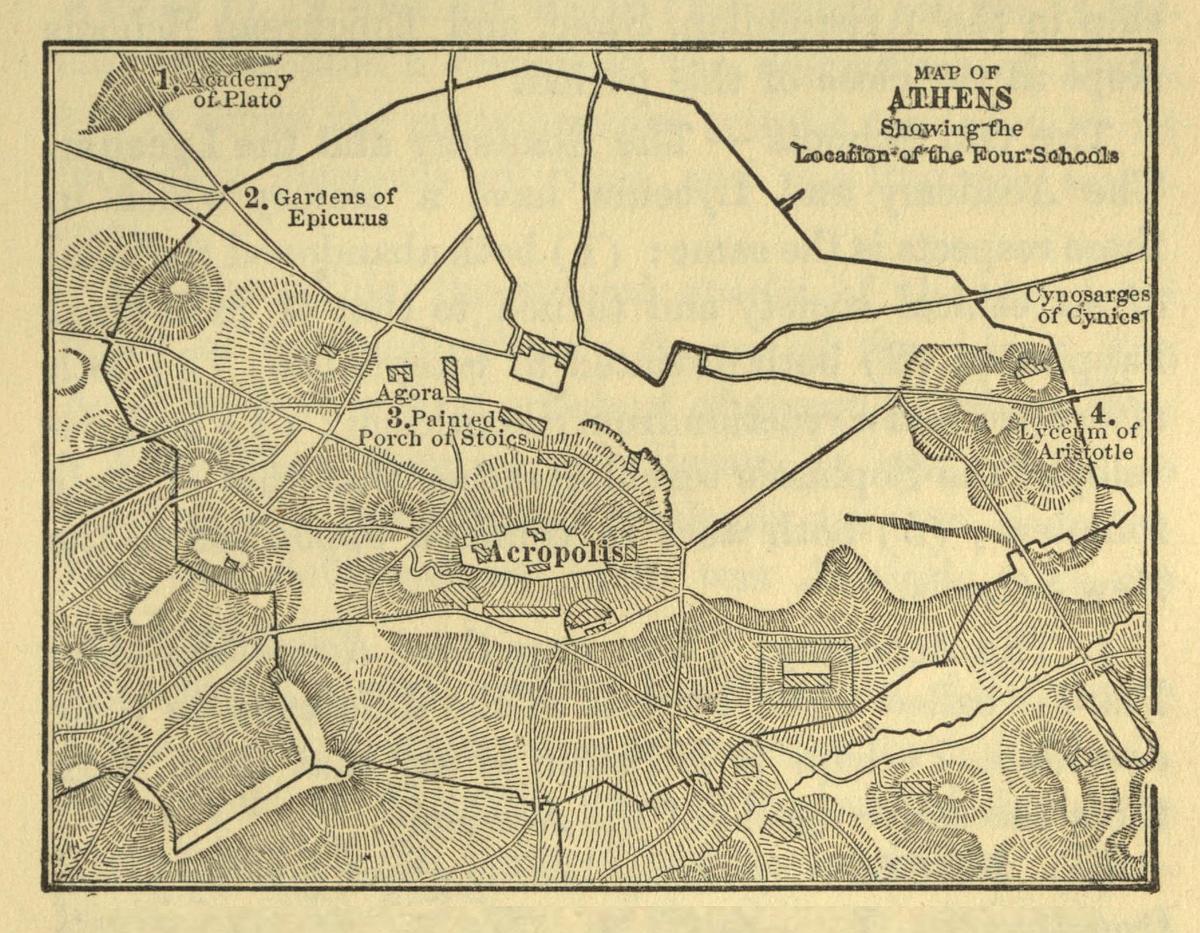 MAP OF
ATHENS
Showing the
Location of the Four Schools
1. Academy
of Plato
2. Gardens of
Epicurus
Cynosarges
of Cynics
Agora
3. Painted
Porch of Stoics
4.
Lyceum of
Aristotle
Acropolis